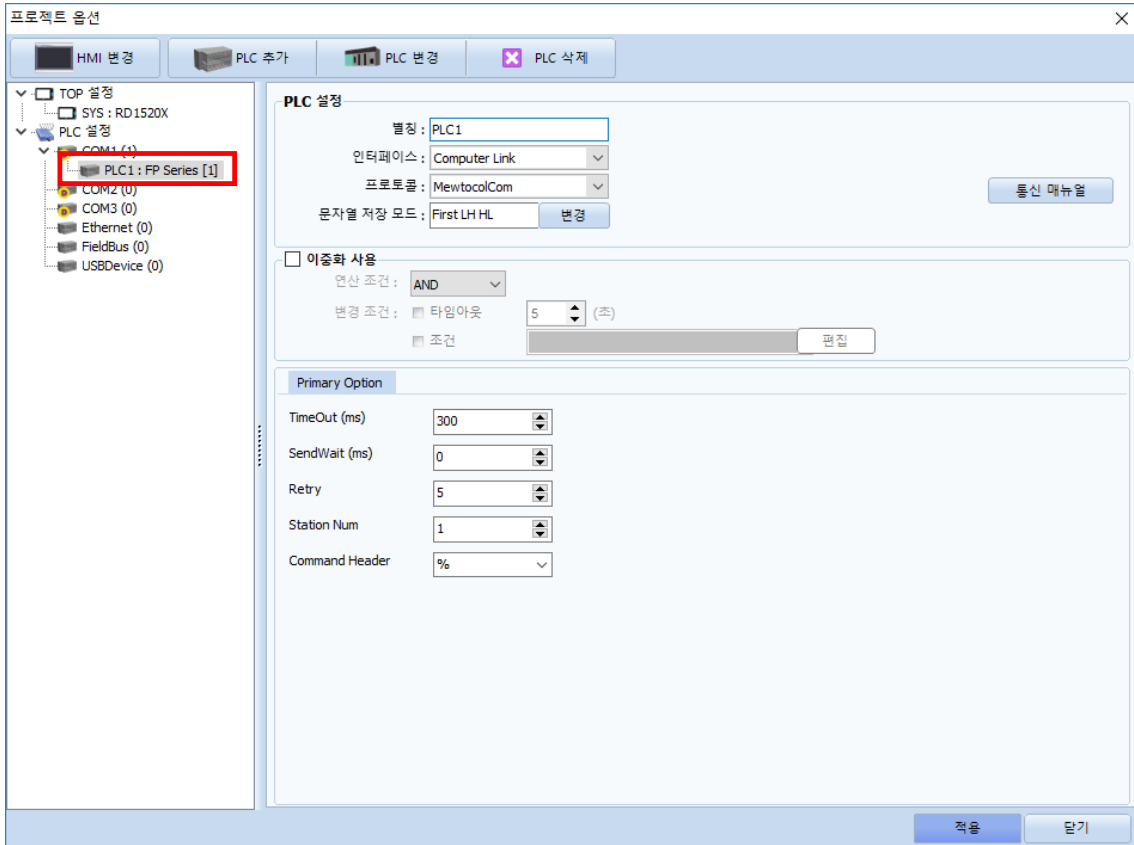 프로젝트 옵션
HMI 변경
PLC 추가
PLC 변경
PLC 삭제
TOP 설정
SYS : RD1520X
PLC 설정
COM1 (1)
PLC1 : FP Series [1]
COM2 (0)
COM3 (0)
Ethernet (0)
FieldBus (0)
USBDevice (0)
PLC 설정
별칭 : PLC1
인터페이스 : Computer Link
프로토콜 : MewtocolCom
통신 매뉴얼
문자열 저장 모드 : First LH HL 변경
이중화 사용
연산 조건 : AND
변경 조건 : 타임아웃 5 (초)
조건 편집
Primary Option
TimeOut (ms) 300
SendWait (ms) 0
Retry 5
Station Num 1
Command Header %
적용 닫기